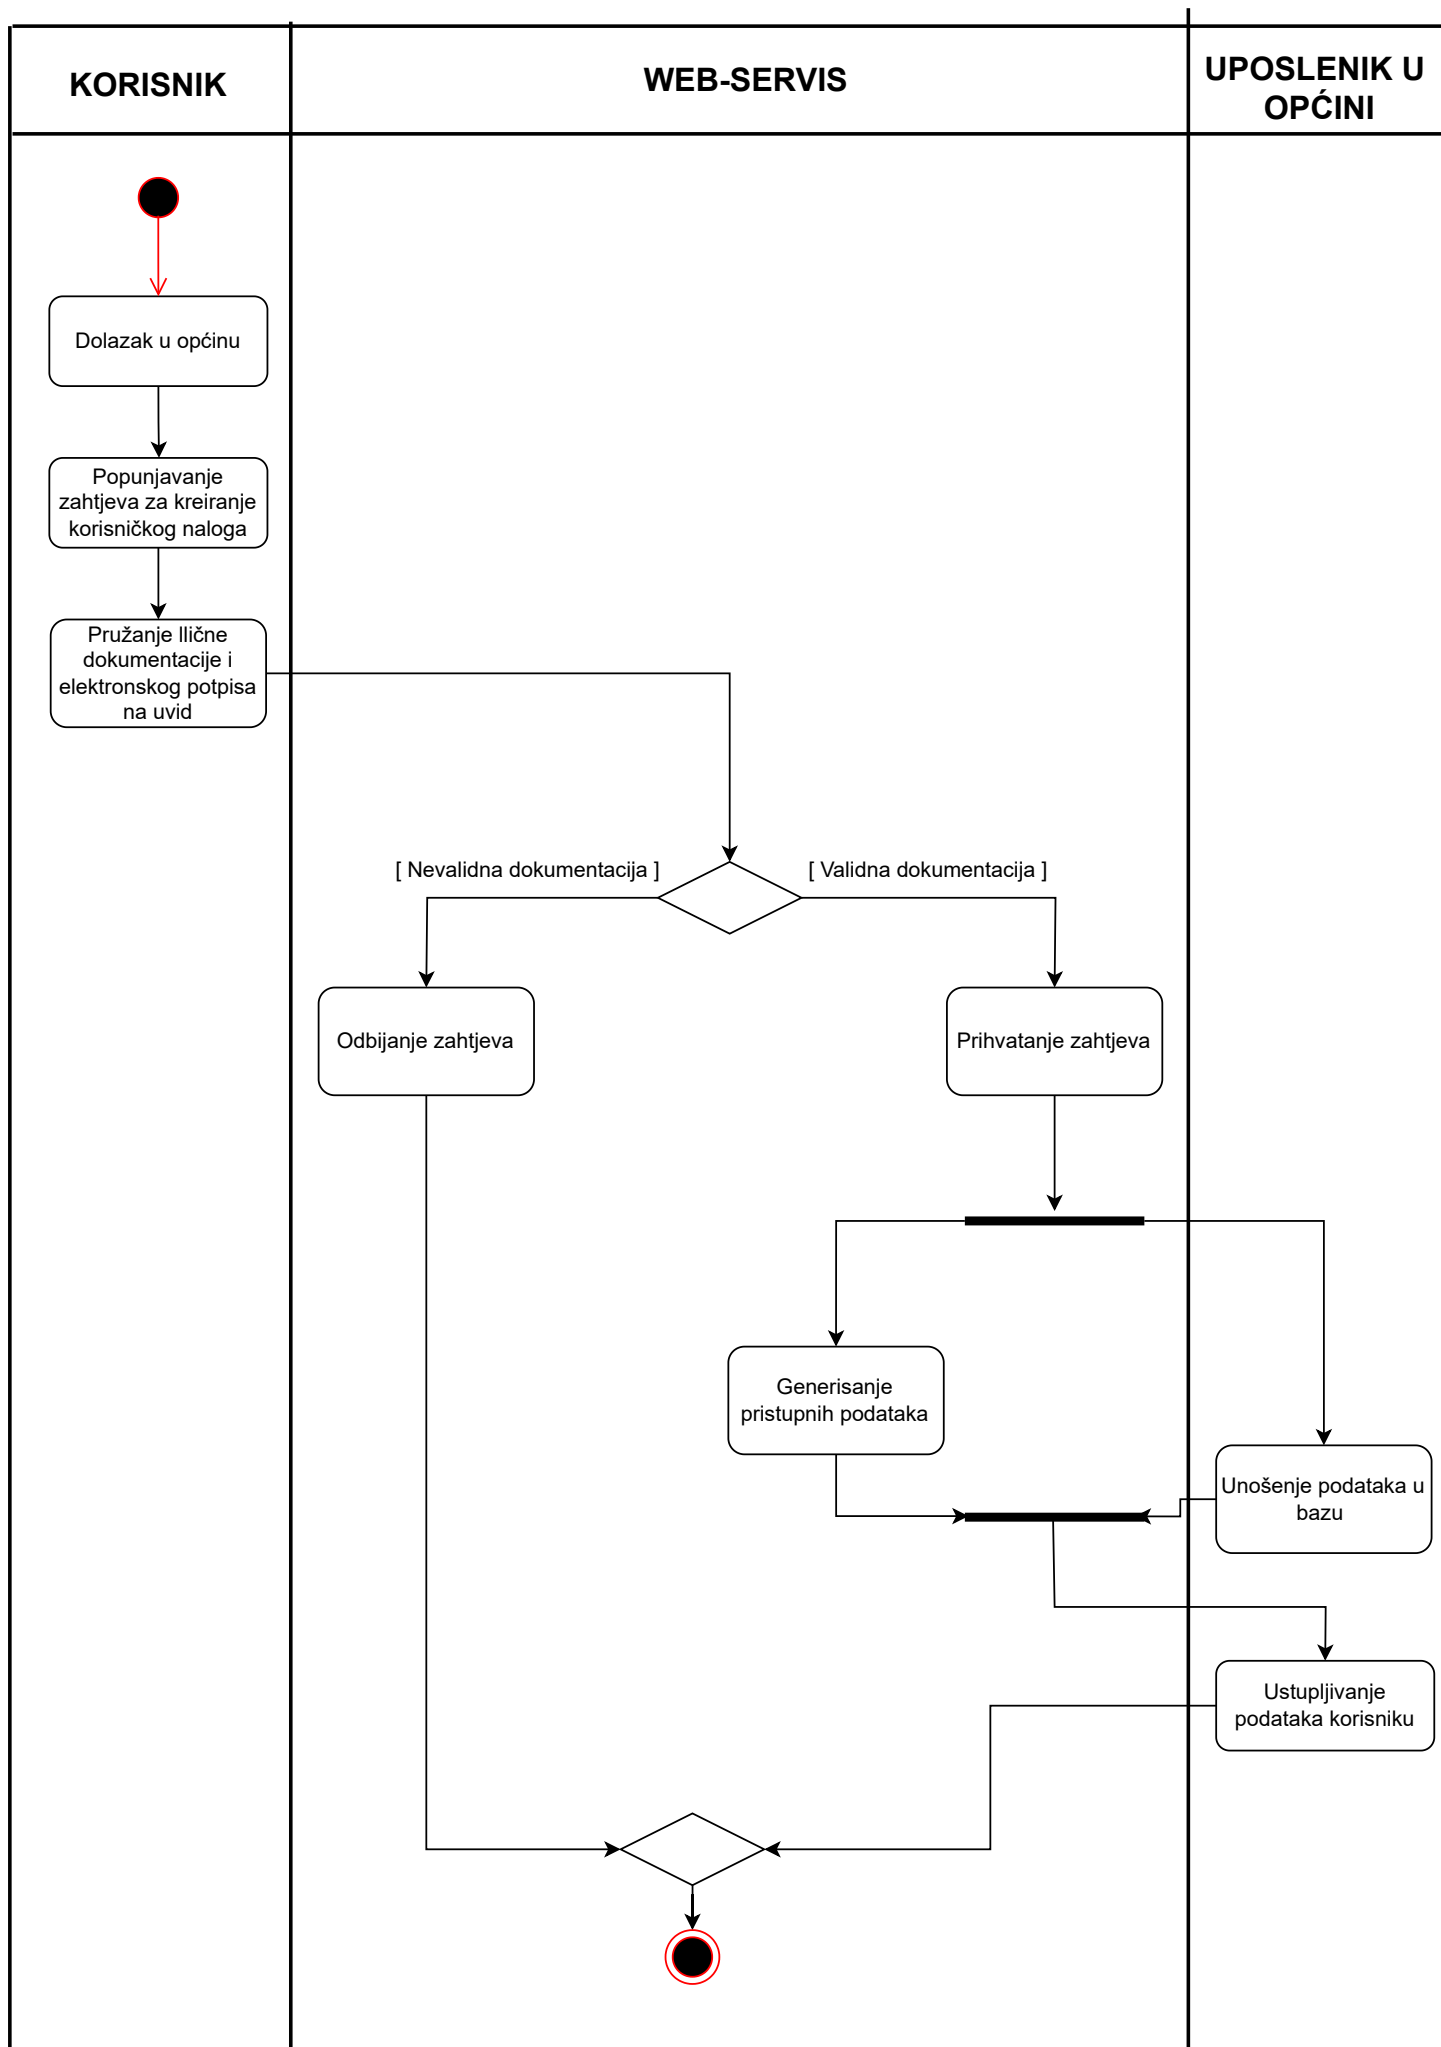 KORISNIK
WEB-SERVIS
UPOSLENIK U
OPĆINI
Dolazak u općinu
Popunjavanje
zahtjeva za kreiranje
korisničkog naloga
Pružanje llične
dokumentacije i
elektronskog potpisa
na uvid
[ Nevalidna dokumentacija ]
[ Validna dokumentacija ]
Odbijanje zahtjeva
Prihvatanje zahtjeva
Generisanje
pristupnih podataka
Unošenje podataka u
bazu
Ustupljivanje
podataka korisniku